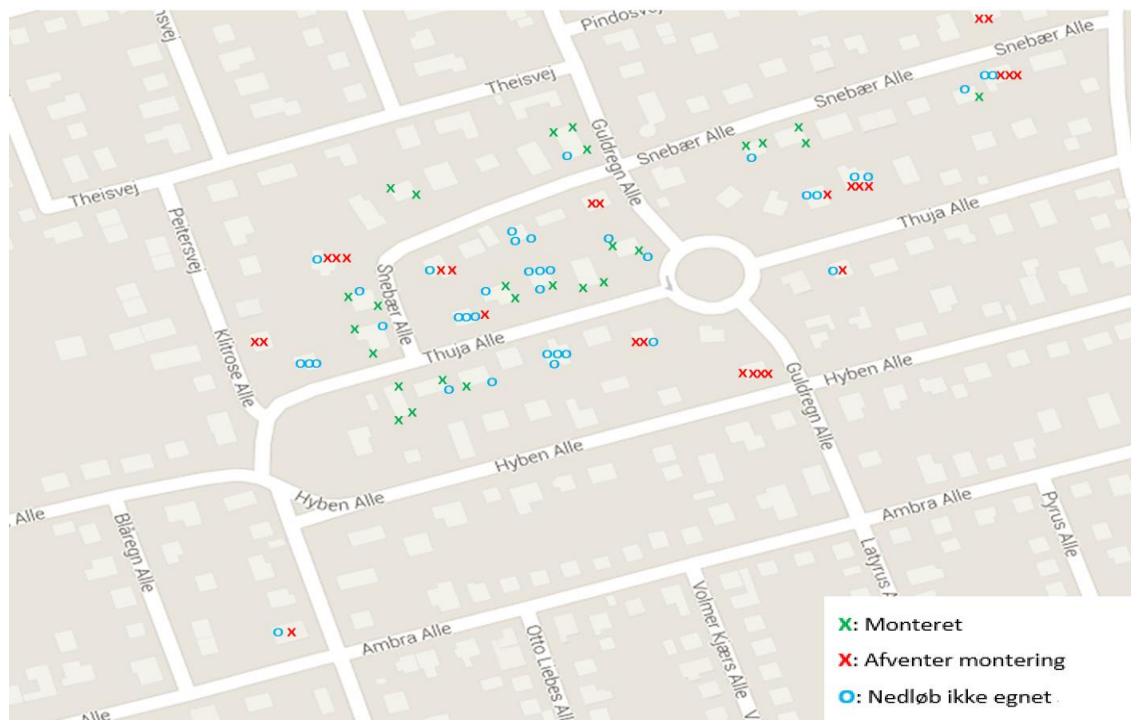 Pindosvej
Snebær Alle
Theisvej
Snebær Alle
Guldregn Alle
Snebær Alle
Theisvej
Peitersvej
Thuja Alle
Snebær Alle
Klitrose Alle
Thuja Alle
Guldregn Alle
Hyben Alle
Hyben Alle
Hyben Alle
Alle
Blåregn Alle
Ambra Alle
Pyrus Alle
Latyrus A
Volmer Kjærs Alle
Otto Liebes All
Ambra Alle
Alle
X: Monteret
X: Afventer montering
O: Nedløb ikke egnet